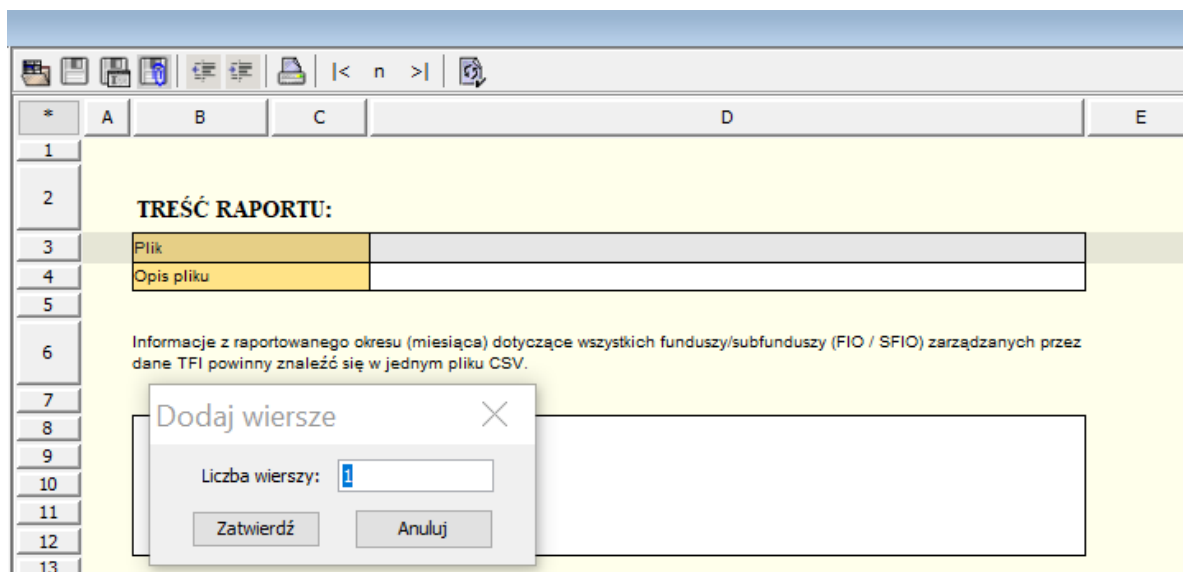 |< n >|
* A B C D E
1
2 TREŚĆ RAPORTU:
3 Plik
4 Opis pliku
5
6 Informacje z raportowanego okresu (miesiąca) dotyczące wszystkich funduszy/subfunduszy (FIO / SFIO) zarządzanych przez
dane TFI powinny znaleźć się w jednym pliku CSV.
7
Dodaj wiersze
8
9
Liczba wierszy: 1
10
11
Zatwierdź Anuluj
12
13